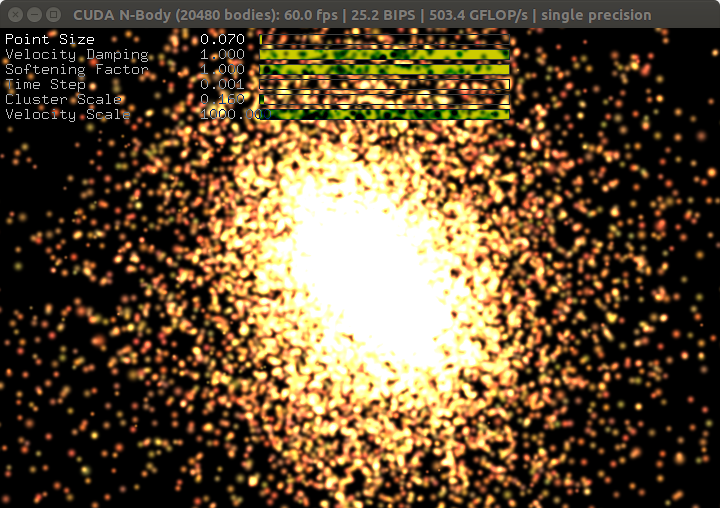 CUDA N-Body (20480 bodies): 60.0 fps | 25.2 BIPS | 503.4 GFLOP/s | single precision
Point Size 0.070
Velocity Damping 1.000
Softening Factor 1.000
Time Step 0.001
Cluster Scale 0.160
Velocity Scale 1000.00